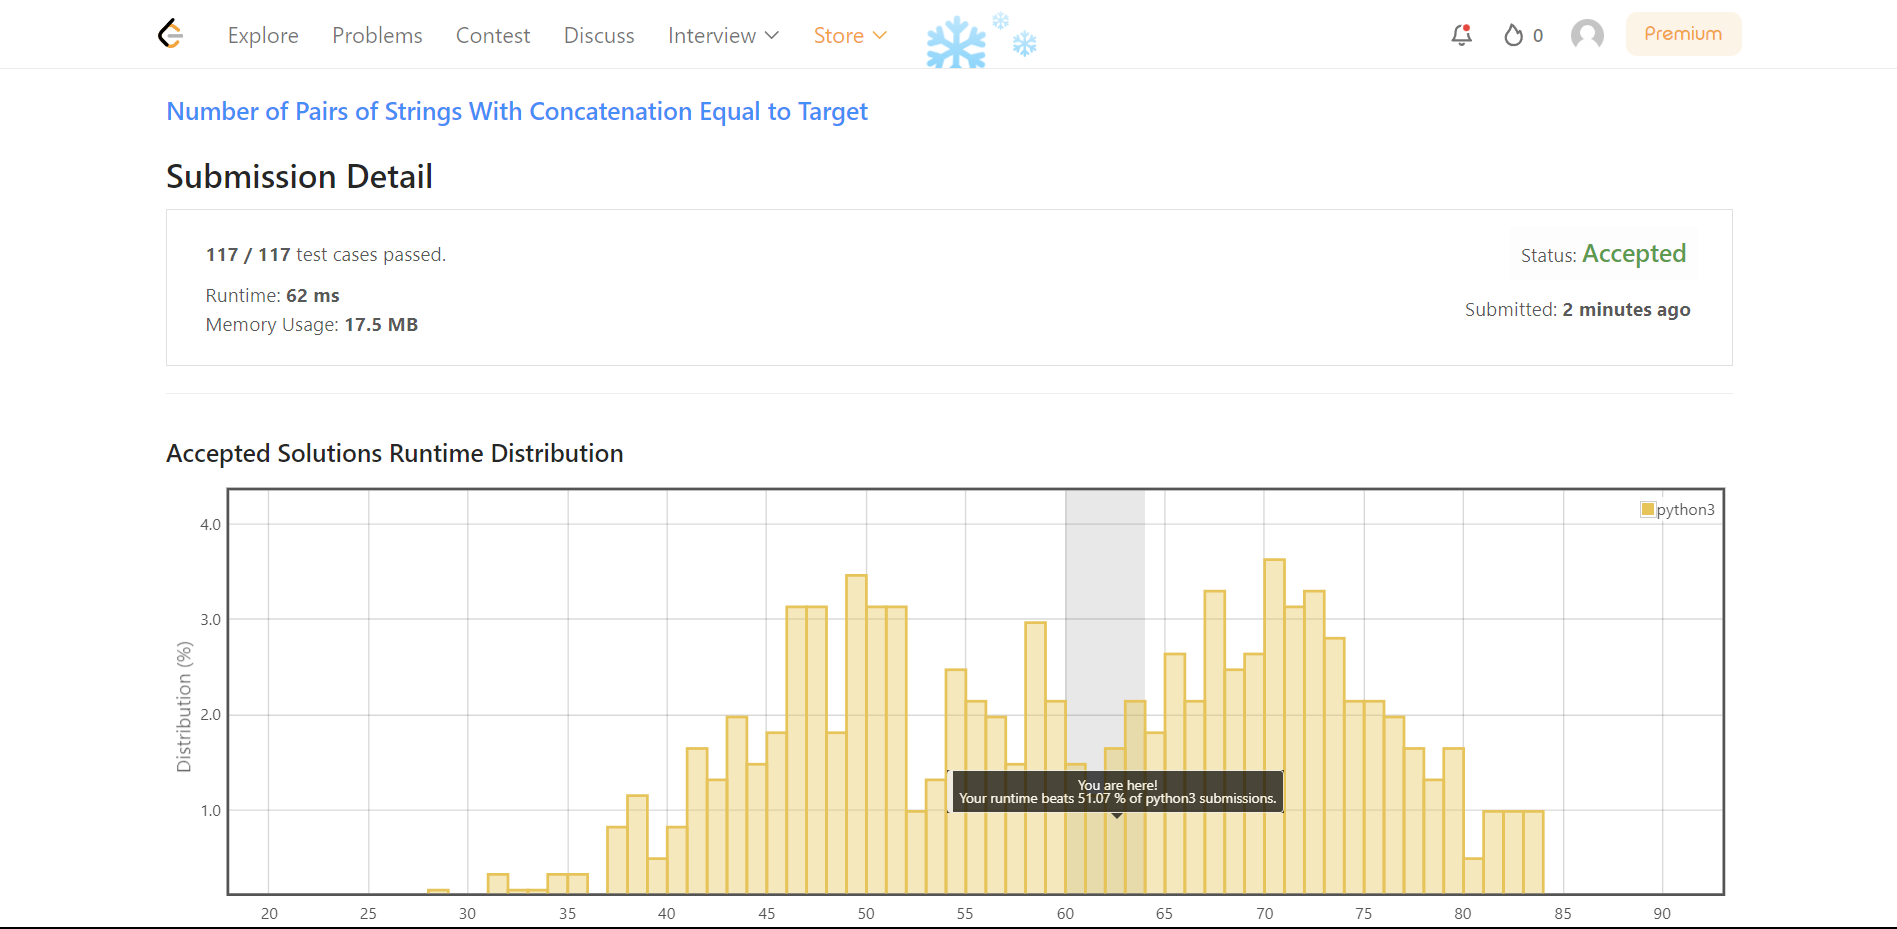 Explore Problems Contest Discuss Interview Store 0 Premium
Number of Pairs of Strings With Concatenation Equal to Target
Submission Detail
117 / 117 test cases passed.
Status: Accepted
Runtime: 62 ms
Submitted: 2 minutes ago
Memory Usage: 17.5 MB
Accepted Solutions Runtime Distribution
python3
4.0
3.0
2.0
1.0
Distribution (%)
You are here!
Your runtime beats 51.07 % of python3 submissions.
20 25 30 35 40 45 50 55 60 65 70 75 80 85 90